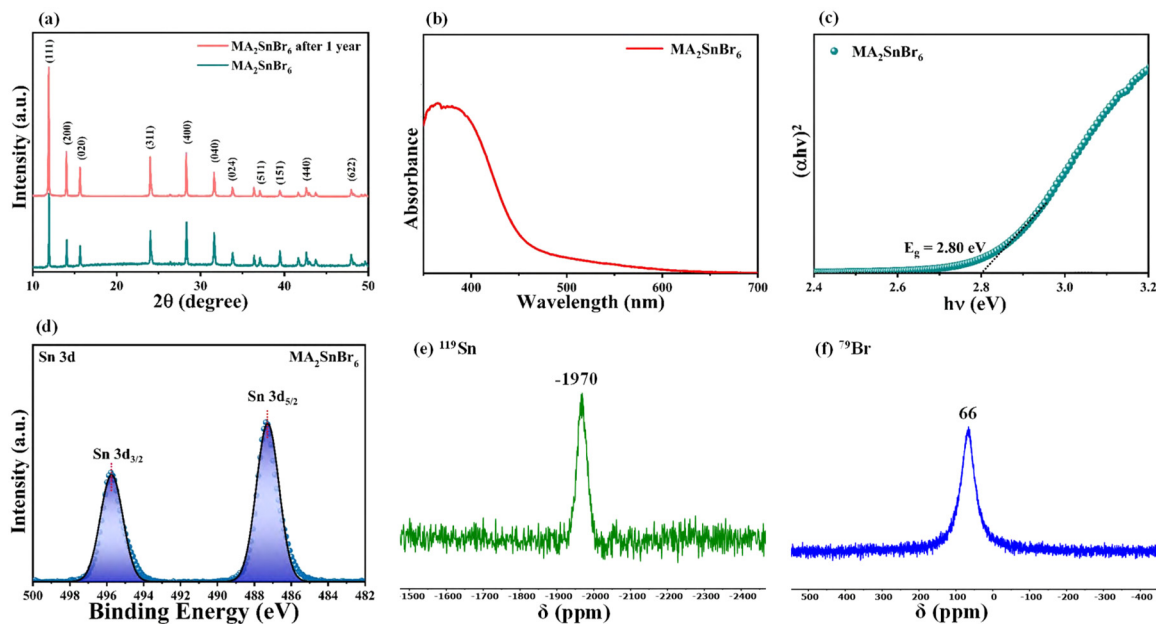 (a)
MA₂SnBr₆ after 1 year
MA₂SnBr₆
(111)
(200)
(020)
(311)
(400)
(040)
(024)
(511)
(151)
(440)
(622)
Intensity (a.u.)
10 20 30 40 50
2θ (degree)
(b)
MA₂SnBr₆
Absorbance
400 450 500 550 600 700
Wavelength (nm)
(c)
MA₂SnBr₆
(αhν)²
E_g = 2.80 eV
2.4 2.6 2.8 3.0 3.2
hν (eV)
(d)
Sn 3d
MA₂SnBr₆
Sn 3d₃/₂
Sn 3d₅/₂
Intensity (a.u.)
500 498 496 494 492 490 488 486 484 482
Binding Energy (eV)
(e) ¹¹⁹Sn
-1970
-1500 -1600 -1700 -1800 -1900 -2000 -2100 -2200 -2300 -2400
δ (ppm)
(f) ⁷⁹Br
66
500 400 300 200 100 0 -100 -200 -300 -400
δ (ppm)